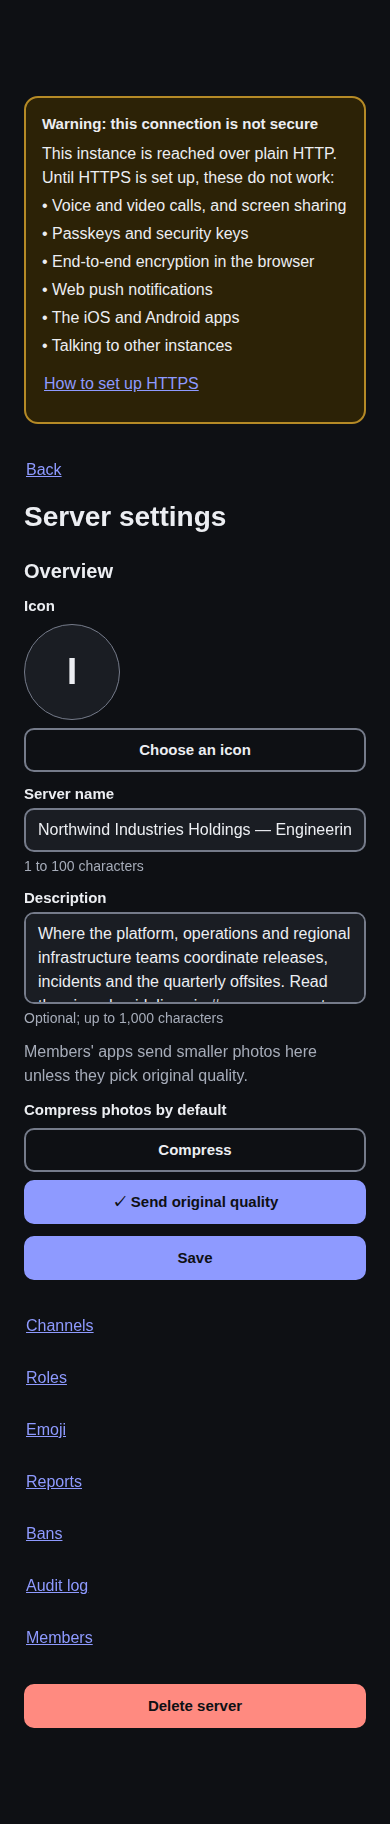 Warning: this connection is not secure
This instance is reached over plain HTTP.
Until HTTPS is set up, these do not work:
• Voice and video calls, and screen sharing
• Passkeys and security keys
• End-to-end encryption in the browser
• Web push notifications
• The iOS and Android apps
• Talking to other instances
How to set up HTTPS
Back
Server settings
Overview
Icon
I
Choose an icon
Server name
Northwind Industries Holdings — Engineerin
1 to 100 characters
Description
Where the platform, operations and regional
infrastructure teams coordinate releases,
incidents and the quarterly offsites. Read
Optional; up to 1,000 characters
Members' apps send smaller photos here
unless they pick original quality.
Compress photos by default
Compress
✓ Send original quality
Save
Channels
Roles
Emoji
Reports
Bans
Audit log
Members
Delete server